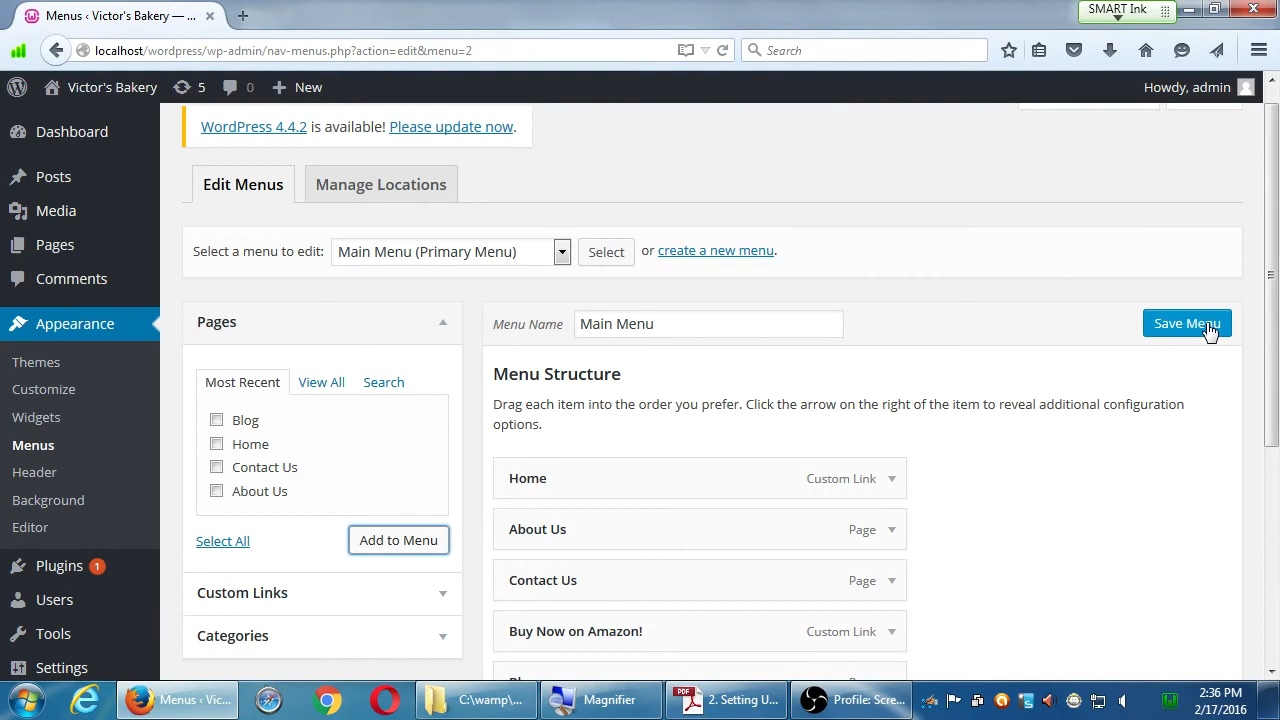 SMART Ink
Menus ‹ Victor's Bakery — ...
localhost/wordpress/wp-admin/nav-menus.php?action=edit&menu=2
Search
Victor's Bakery
5
0
New
Howdy, admin
Dashboard
Posts
Media
Pages
Comments
Appearance
Themes
Customize
Widgets
Menus
Header
Background
Editor
Plugins 1
Users
Tools
Settings
WordPress 4.4.2 is available! Please update now.
Edit Menus
Manage Locations
Select a menu to edit:
Main Menu (Primary Menu)
Select
or create a new menu.
Pages
Most Recent
View All
Search
Blog
Home
Contact Us
About Us
Select All
Add to Menu
Custom Links
Categories
Menu Name
Main Menu
Save Menu
Menu Structure
Drag each item into the order you prefer. Click the arrow on the right of the item to reveal additional configuration
options.
Home
Custom Link
About Us
Page
Contact Us
Page
Buy Now on Amazon!
Custom Link
Menus ‹ Vic...
C:\wamp\...
Magnifier
PDF
2. Setting U...
Profile: Scre...
2:36 PM
2/17/2016